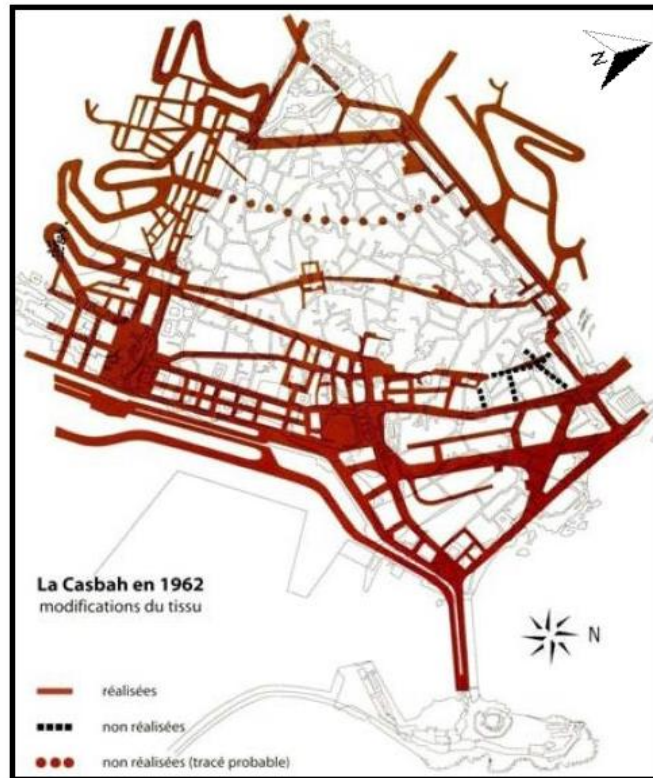 N
La Casbah en 1962
modifications du tissu
N
réalisées
non réalisées
non réalisées (tracé probable)